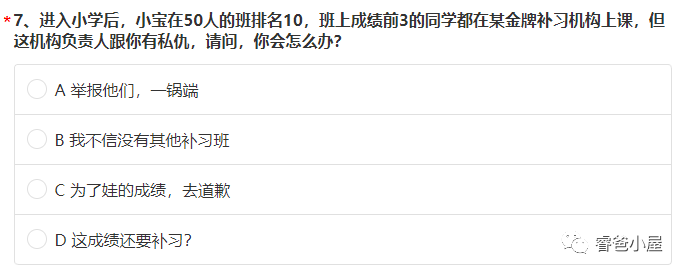 *7、进入小学后，小宝在50人的班排名10，班上成绩前3的同学都在某金牌补习机构上课，但
这机构负责人跟你有私仇，请问，你会怎么办？
A 举报他们，一锅端
B 我不信没有其他补习班
C 为了娃的成绩，去道歉
D 这成绩还要补习？
睿爸小屋